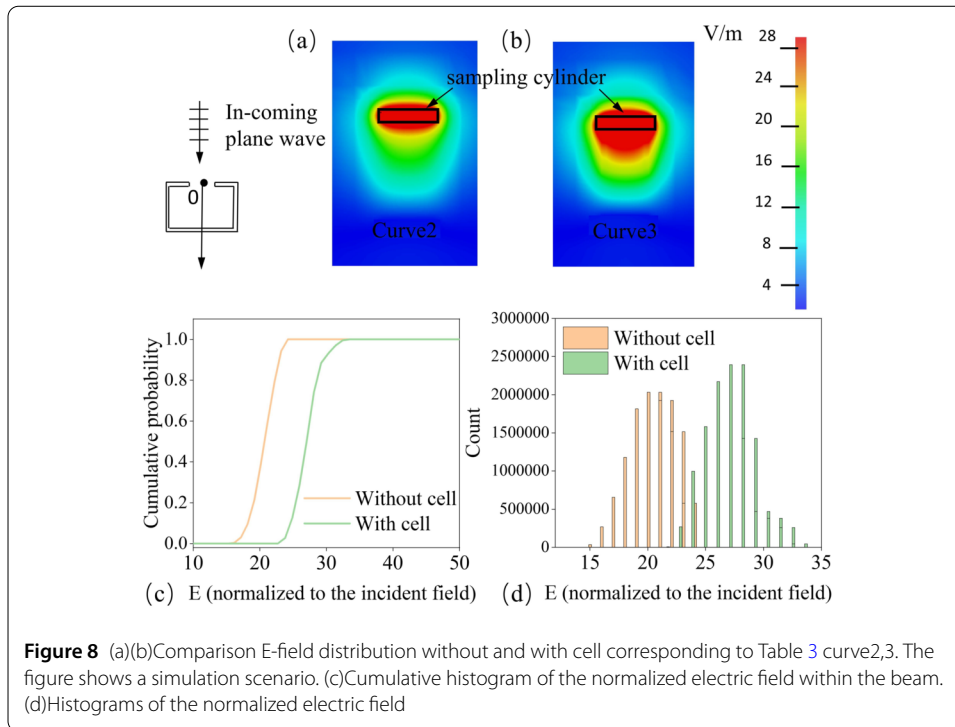 (a)
(b)
V/m
sampling cylinder
In-coming
plane wave
0
Curve2
Curve3
28
24
20
16
12
8
4
Cumulative probability
1.0
0.8
0.6
0.4
0.2
0.0
Without cell
With cell
10 20 30 40 50
(c) E (normalized to the incident field)
Count
3000000
2500000
2000000
1500000
1000000
500000
0
Without cell
With cell
15 20 25 30 35
(d) E (normalized to the incident field)
Figure 8 (a)(b)Comparison E-field distribution without and with cell corresponding to Table 3 curve2,3. The
figure shows a simulation scenario. (c)Cumulative histogram of the normalized electric field within the beam.
(d)Histograms of the normalized electric field